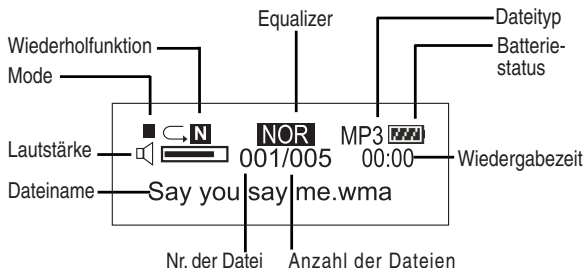 Equalizer
Dateityp
Wiederholfunktion
Batterie-
status
Mode
N NOR MP3
Lautstärke
001/005 00:00
Wiedergabezeit
Dateiname
Say you say me.wma
Nr. der Datei Anzahl der Dateien